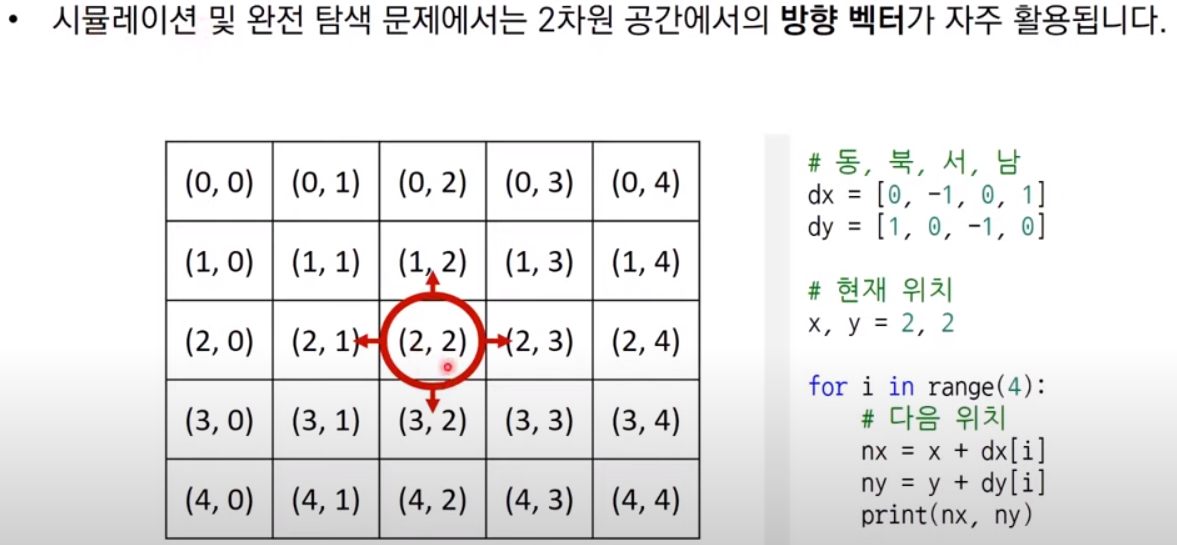 • 시뮬레이션 및 완전 탐색 문제에서는 2차원 공간에서의 방향 벡터가 자주 활용됩니다.
(0, 0) (0, 1) (0, 2) (0, 3) (0, 4)
(1, 0) (1, 1) (1, 2) (1, 3) (1, 4)
(2, 0) (2, 1) (2, 2) (2, 3) (2, 4)
(3, 0) (3, 1) (3, 2) (3, 3) (3, 4)
(4, 0) (4, 1) (4, 2) (4, 3) (4, 4)
# 동, 북, 서, 남
dx = [0, -1, 0, 1]
dy = [1, 0, -1, 0]
# 현재 위치
x, y = 2, 2
for i in range(4):
# 다음 위치
nx = x + dx[i]
ny = y + dy[i]
print(nx, ny)